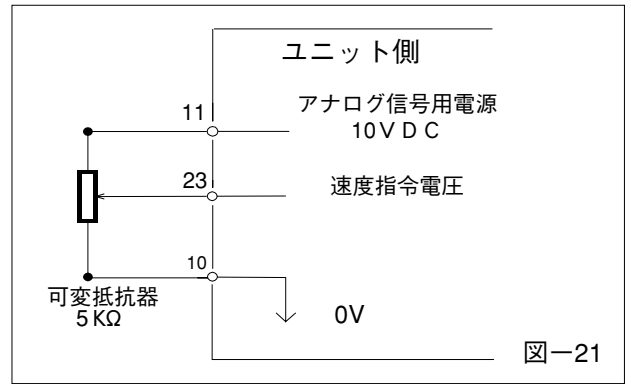 ユニット側
11
アナログ信号用電源
10VDC
23
速度指令電圧
10
可変抵抗器
5KΩ
0V
図ー21